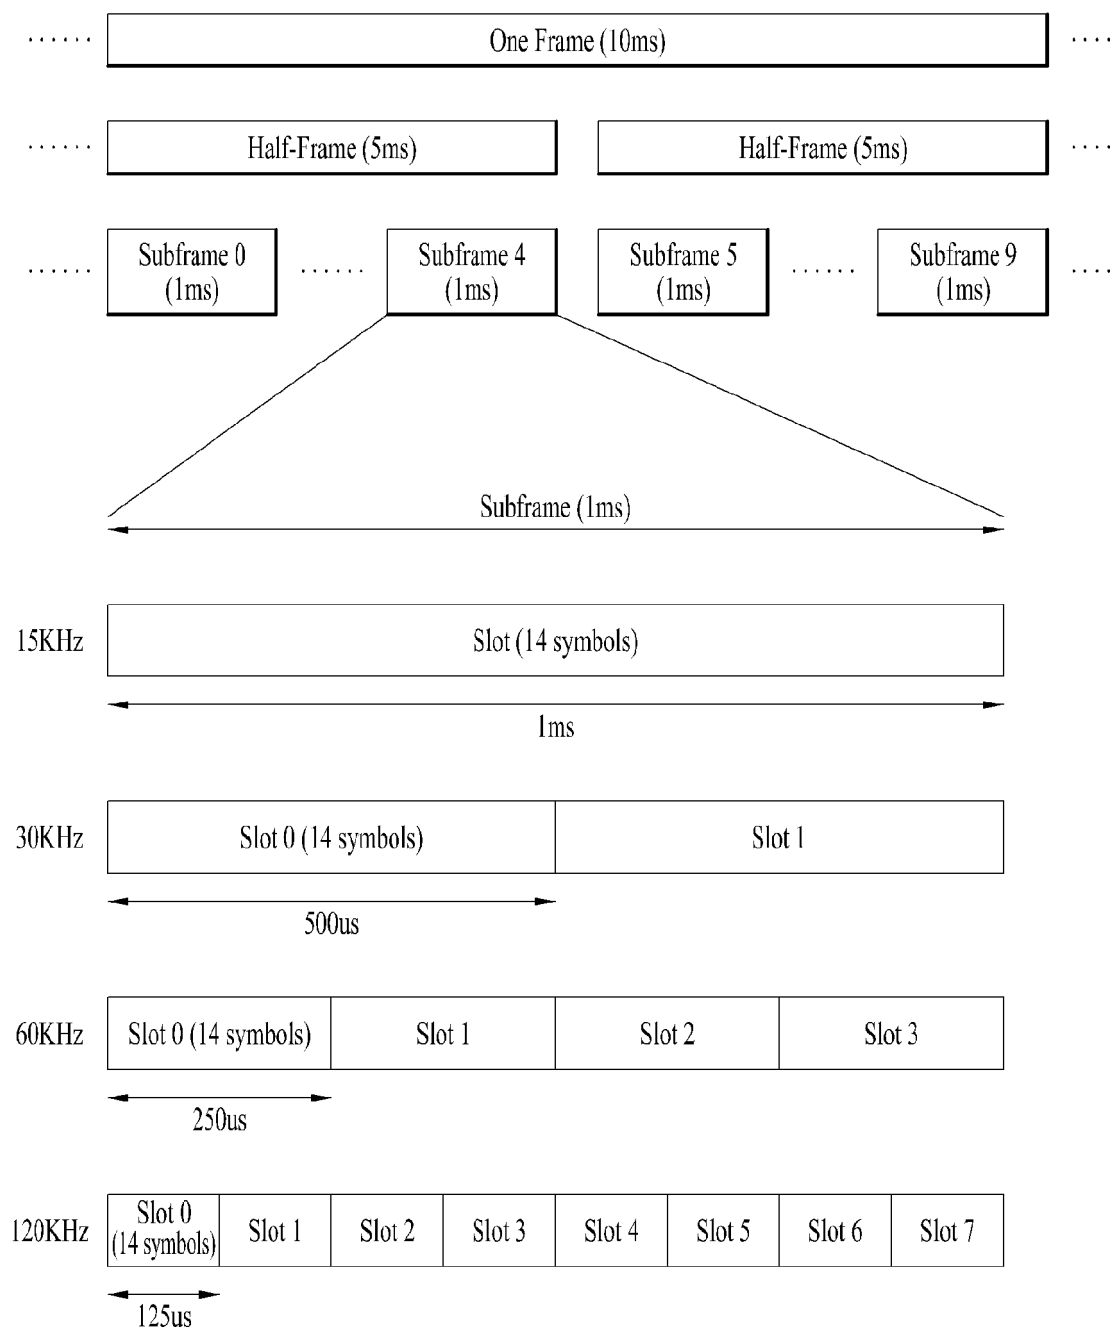 One Frame (10ms)
Half-Frame (5ms) Half-Frame (5ms)
Subframe 0 Subframe 4 Subframe 5 Subframe 9
(1ms) (1ms) (1ms) (1ms)
Subframe (1ms)
15KHz Slot (14 symbols)
1ms
30KHz Slot 0 (14 symbols) Slot 1
500us
60KHz Slot 0 (14 symbols) Slot 1 Slot 2 Slot 3
250us
120KHz Slot 0 (14 symbols) Slot 1 Slot 2 Slot 3 Slot 4 Slot 5 Slot 6 Slot 7
125us